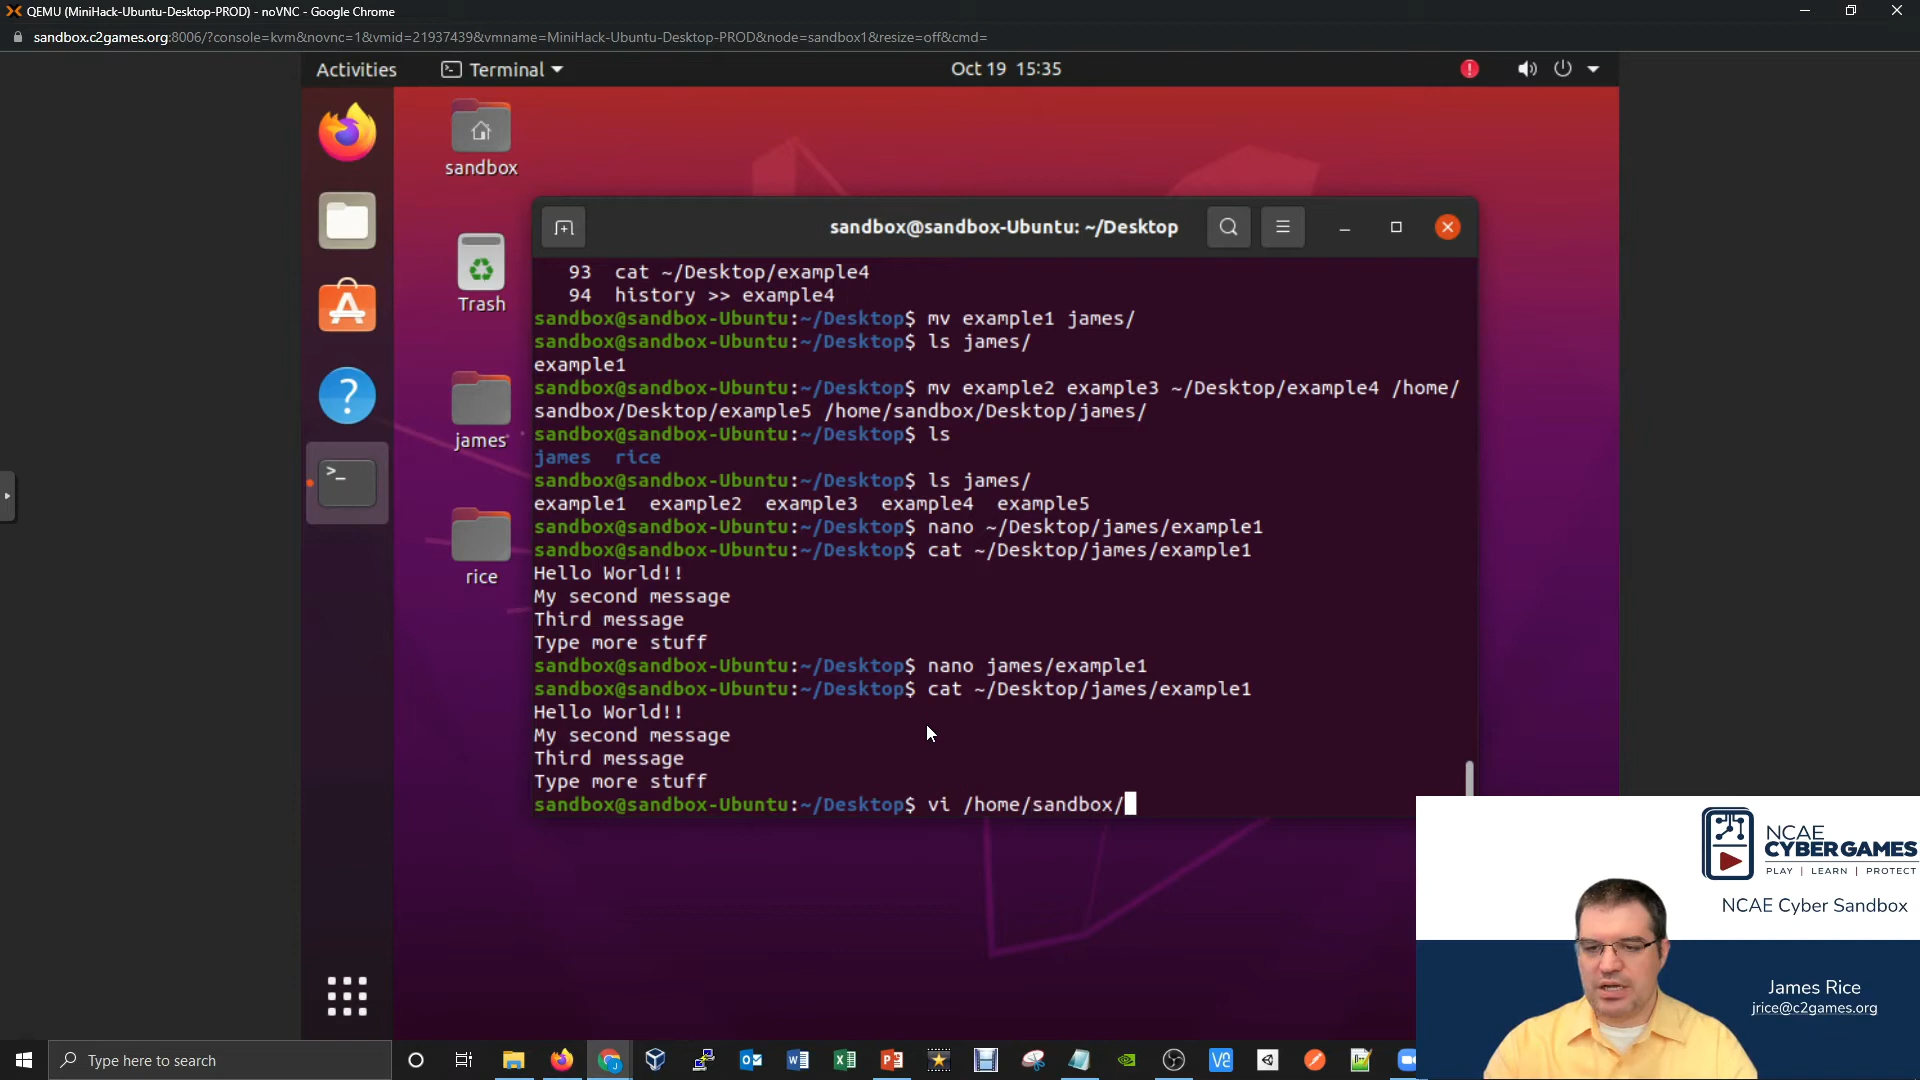 QEMU (MiniHack-Ubuntu-Desktop-PROD) - noVNC - Google Chrome
sandbox.c2games.org:8006/?console=kvm&novnc=1&vmid=21937439&vmname=MiniHack-Ubuntu-Desktop-PROD&node=sandbox1&resize=off&cmd=
Activities Terminal Oct 19 15:35
sandbox
Trash
james
rice
sandbox@sandbox-Ubuntu: ~/Desktop
93 cat ~/Desktop/example4
94 history >> example4
sandbox@sandbox-Ubuntu:~/Desktop$ mv example1 james/
sandbox@sandbox-Ubuntu:~/Desktop$ ls james/
example1
sandbox@sandbox-Ubuntu:~/Desktop$ mv example2 example3 ~/Desktop/example4 /home/
sandbox/Desktop/example5 /home/sandbox/Desktop/james/
sandbox@sandbox-Ubuntu:~/Desktop$ ls
james rice
sandbox@sandbox-Ubuntu:~/Desktop$ ls james/
example1 example2 example3 example4 example5
sandbox@sandbox-Ubuntu:~/Desktop$ nano ~/Desktop/james/example1
sandbox@sandbox-Ubuntu:~/Desktop$ cat ~/Desktop/james/example1
Hello World!!
My second message
Third message
Type more stuff
sandbox@sandbox-Ubuntu:~/Desktop$ nano james/example1
sandbox@sandbox-Ubuntu:~/Desktop$ cat ~/Desktop/james/example1
Hello World!!
My second message
Third message
Type more stuff
sandbox@sandbox-Ubuntu:~/Desktop$ vi /home/sandbox/
NCAE
CYBERGAMES
PLAY | LEARN | PROTECT
NCAE Cyber Sandbox
James Rice
jrice@c2games.org
Type here to search